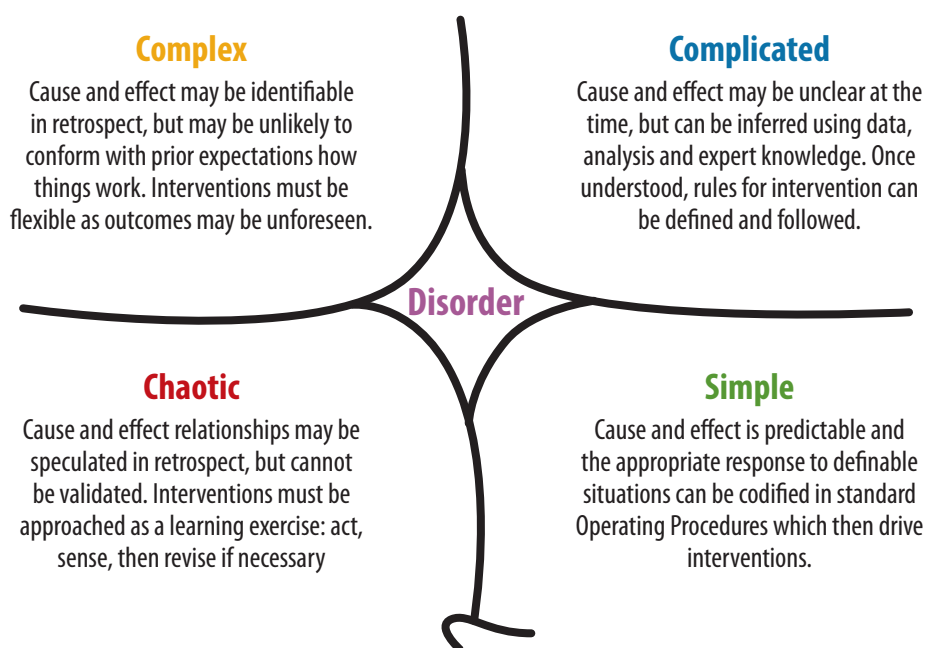 Complex
Cause and effect may be identifiable
in retrospect, but may be unlikely to
conform with prior expectations how
things work. Interventions must be
flexible as outcomes may be unforeseen.
Complicated
Cause and effect may be unclear at the
time, but can be inferred using data,
analysis and expert knowledge. Once
understood, rules for intervention can
be defined and followed.
Disorder
Chaotic
Cause and effect relationships may be
speculated in retrospect, but cannot
be validated. Interventions must be
approached as a learning exercise: act,
sense, then revise if necessary
Simple
Cause and effect is predictable and
the appropriate response to definable
situations can be codified in standard
Operating Procedures which then drive
interventions.